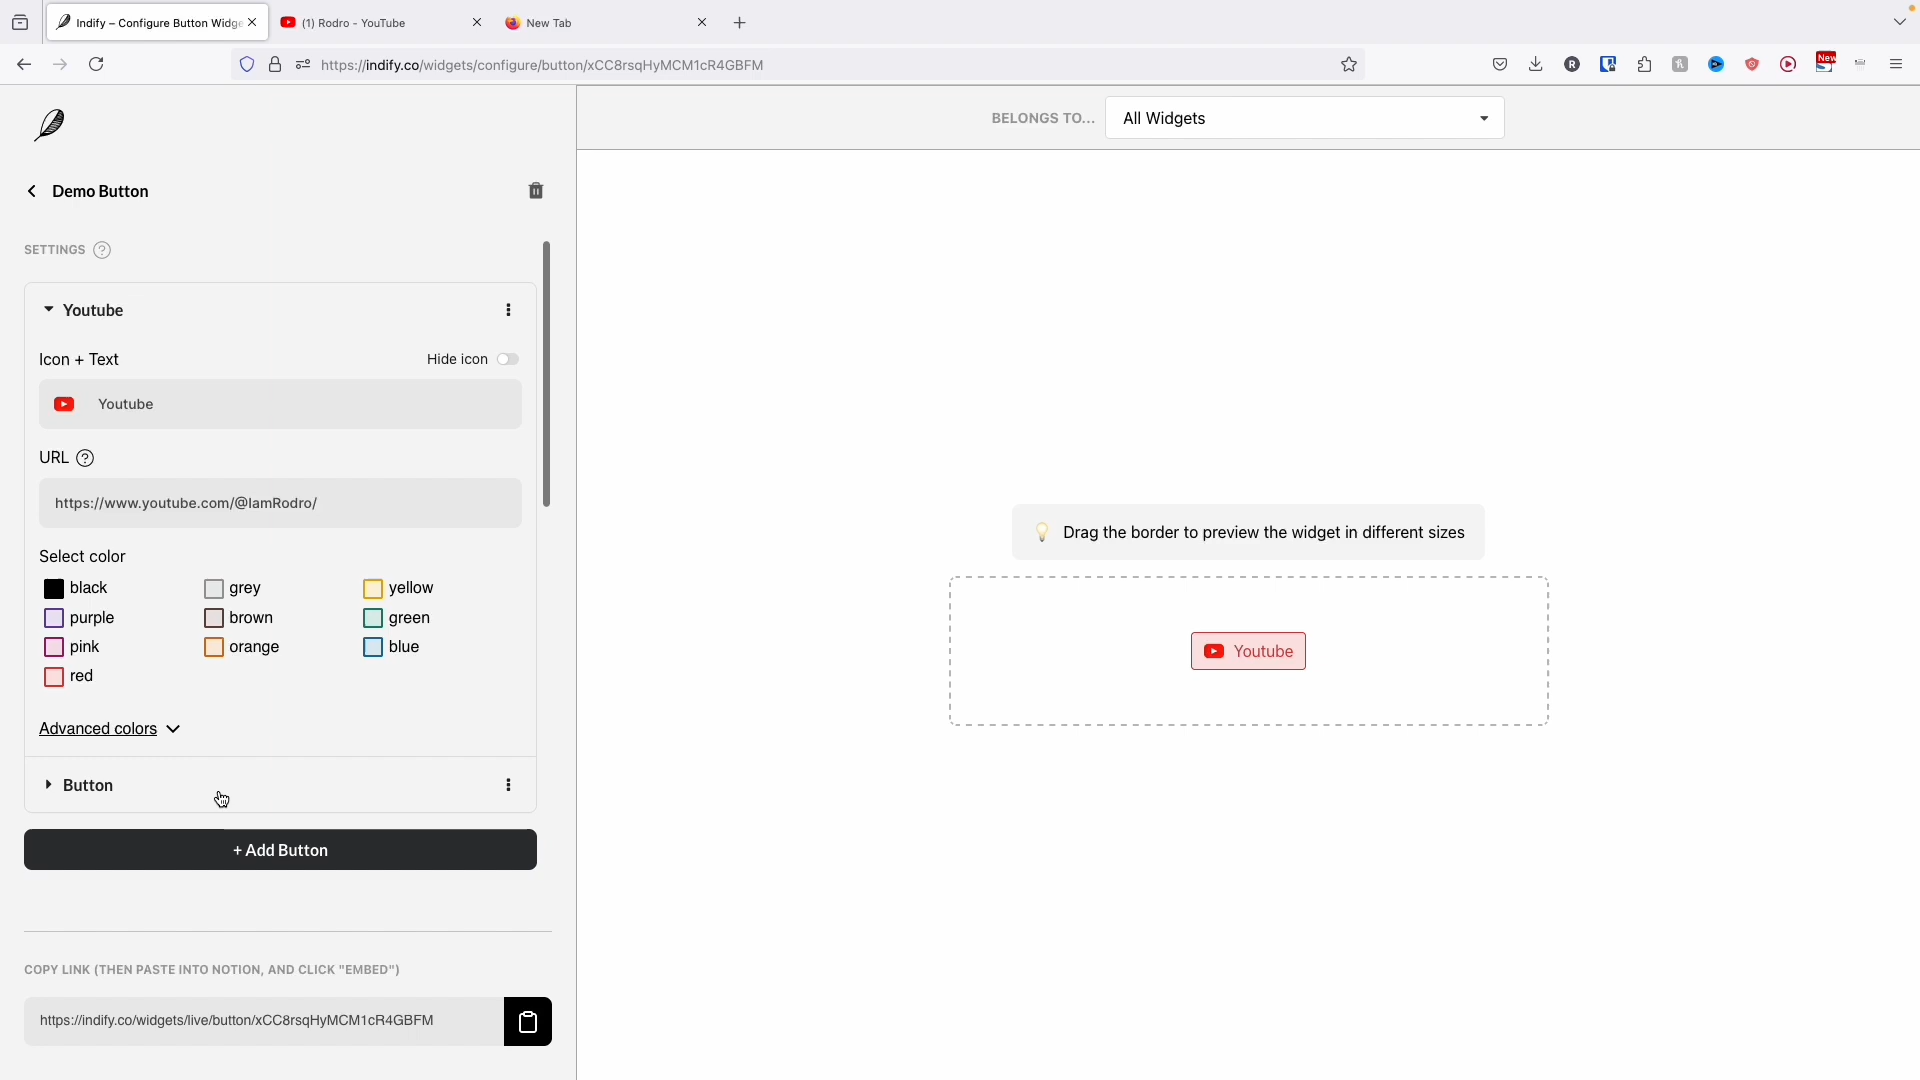 Indify – Configure Button Widge
(1) Rodro - YouTube
New Tab
https://indify.co/widgets/configure/button/xCC8rsqHyMCM1cR4GBFM
New
BELONGS TO...
All Widgets
Demo Button
SETTINGS ?
Youtube
Icon + Text
Hide icon
Youtube
URL ?
https://www.youtube.com/@IamRodro/
Select color
black
grey
yellow
purple
brown
green
pink
orange
blue
red
Advanced colors
Button
+ Add Button
COPY LINK (THEN PASTE INTO NOTION, AND CLICK "EMBED")
https://indify.co/widgets/live/button/xCC8rsqHyMCM1cR4GBFM
Drag the border to preview the widget in different sizes
Youtube